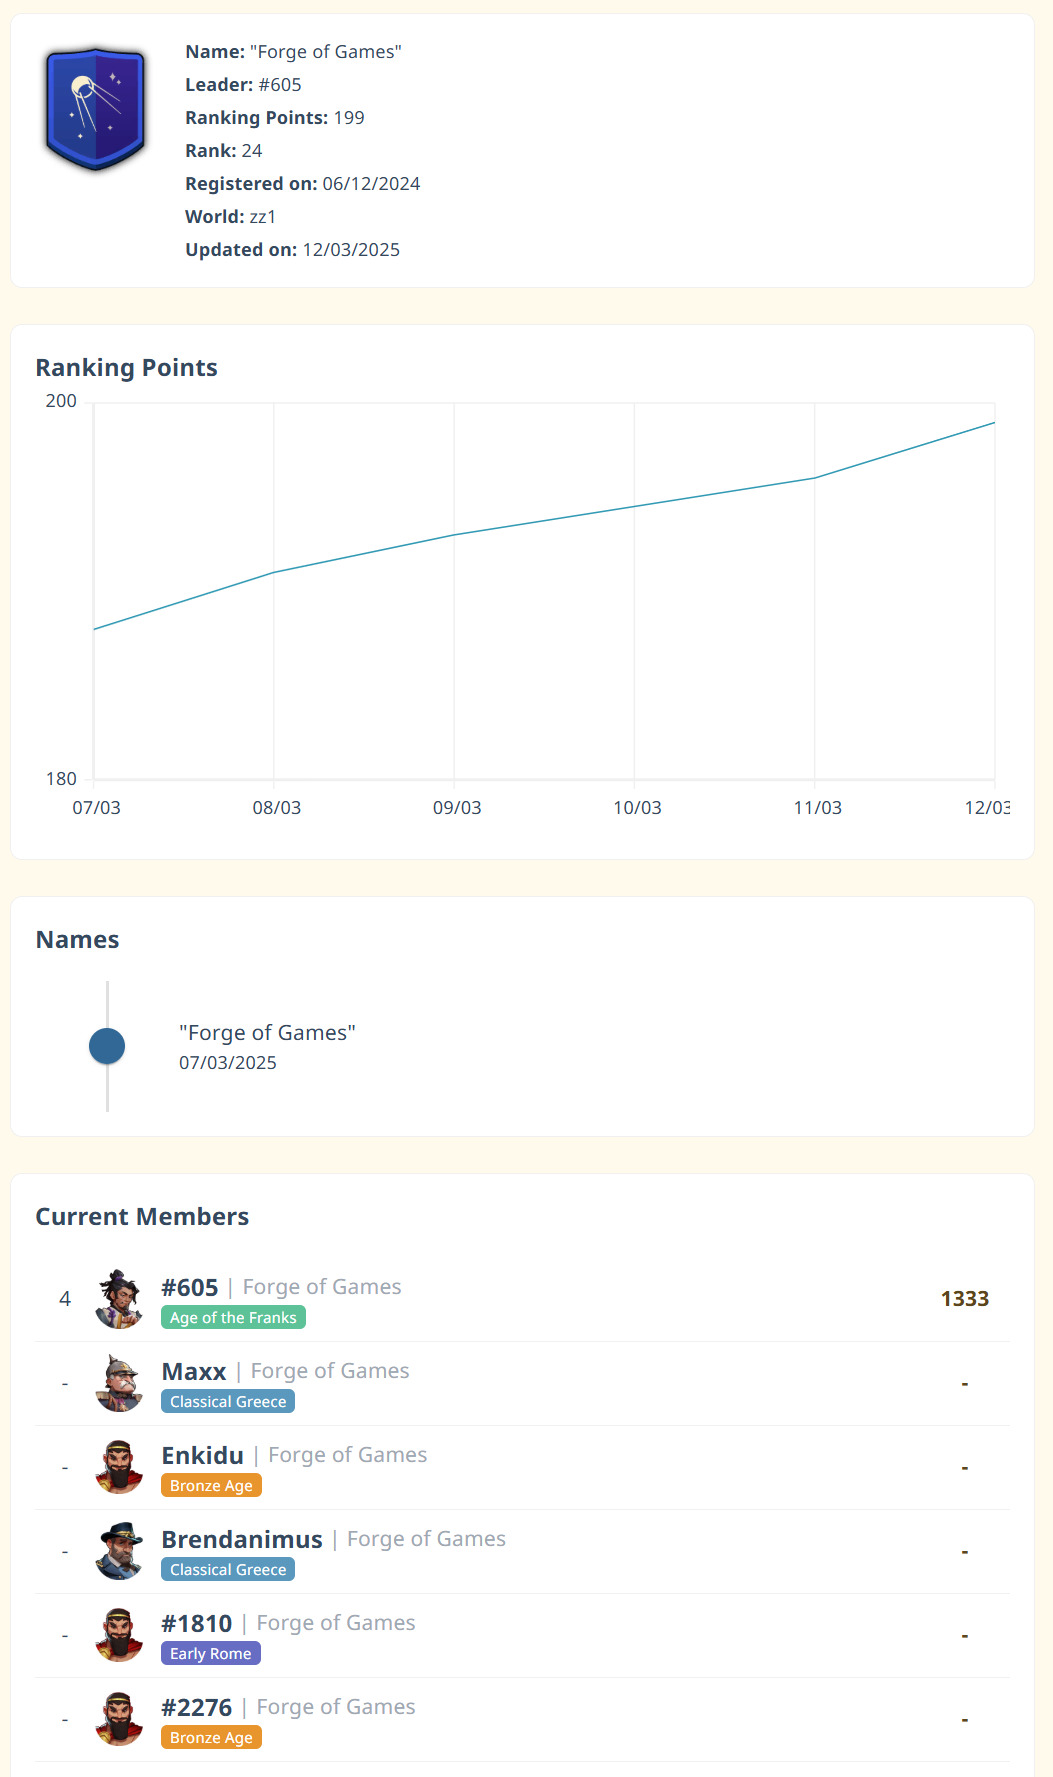 Name: "Forge of Games"
Leader: #605
Ranking Points: 199
Rank: 24
Registered on: 06/12/2024
World: zz1
Updated on: 12/03/2025
Ranking Points
200
180
07/03 08/03 09/03 10/03 11/03 12/03
Names
"Forge of Games"
07/03/2025
Current Members
4 #605 | Forge of Games 1333
Age of the Franks
- Maxx | Forge of Games -
Classical Greece
- Enkidu | Forge of Games -
Bronze Age
- Brendanimus | Forge of Games -
Classical Greece
- #1810 | Forge of Games -
Early Rome
- #2276 | Forge of Games -
Bronze Age